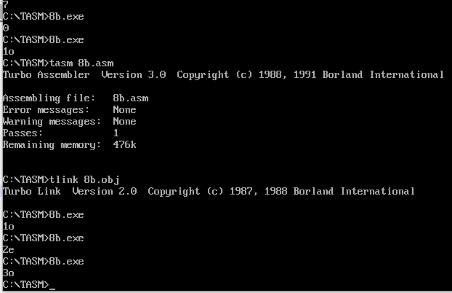 7
C:\TASM>8b.exe
0
C:\TASM>8b.exe
1o
C:\TASM>tasm 8b.asm
Turbo Assembler  Version 3.0  Copyright (c) 1988, 1991 Borland International
Assembling file:   8b.asm
Error messages:    None
Warning messages:  None
Passes:            1
Remaining memory:  476k
C:\TASM>tlink 8b.obj
Turbo Link  Version 2.0  Copyright (c) 1987, 1988 Borland International
C:\TASM>8b.exe
1o
C:\TASM>8b.exe
2e
C:\TASM>8b.exe
3o
C:\TASM>_